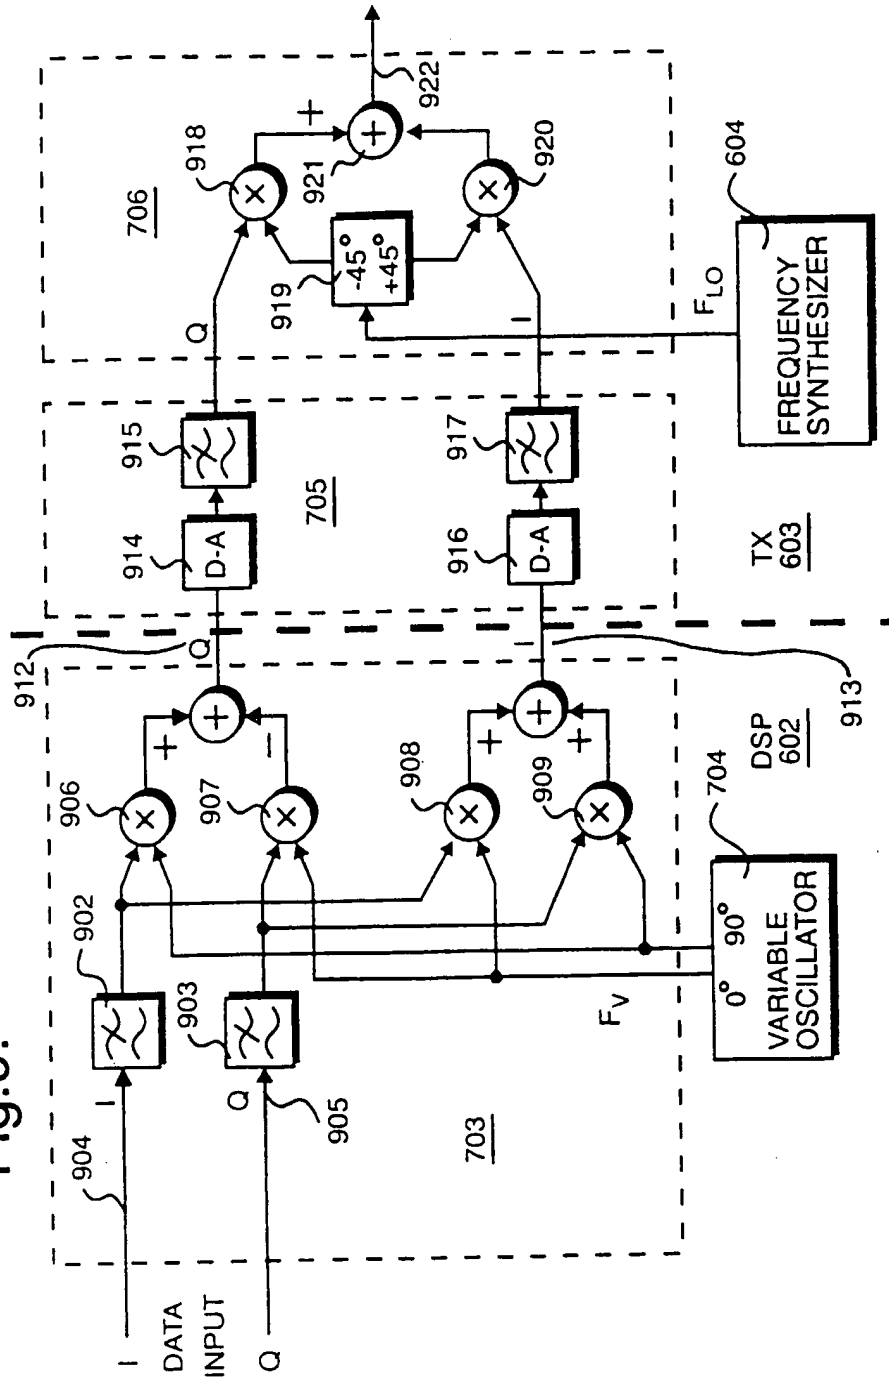 Fig.9.
I
DATA
INPUT
Q
904
I
902
Q
905
903
906
907
908
909
+
−
+
+
×
×
×
×
+
+
912
Q
I
913
703
F_V
0° 90°
VARIABLE
OSCILLATOR
704
DSP
602
914
D-A
915
705
916
D-A
917
TX
603
Q
I
706
918
×
919
-45°
+45°
920
×
+
921
+
922
F_LO
FREQUENCY
SYNTHESIZER
604